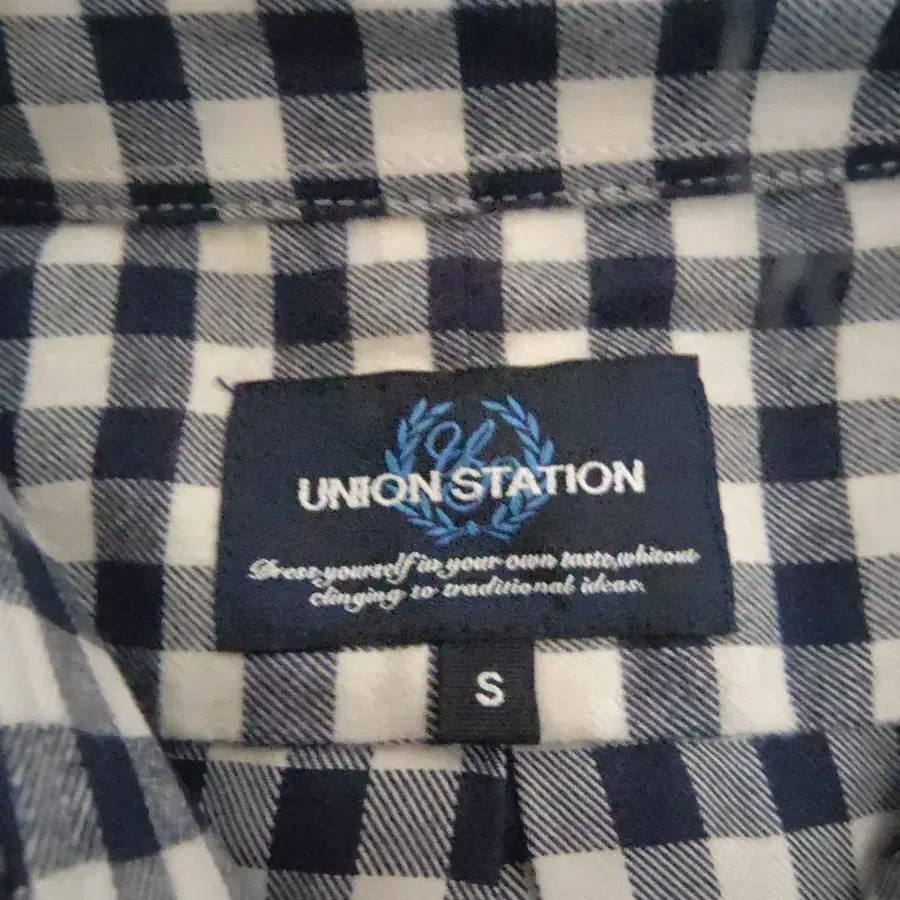 UNION STATION
Dress yourself in your own taste, whitout
clinging to traditional ideas.
S